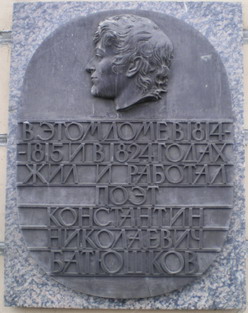 В ЭТОМ ДОМЕ В 1814-
-1815 И В 1824 ГОДАХ
ЖИЛ И РАБОТАЛ
ПОЭТ
КОНСТАНТИН
НИКОЛАЕВИЧ
БАТЮШКОВ